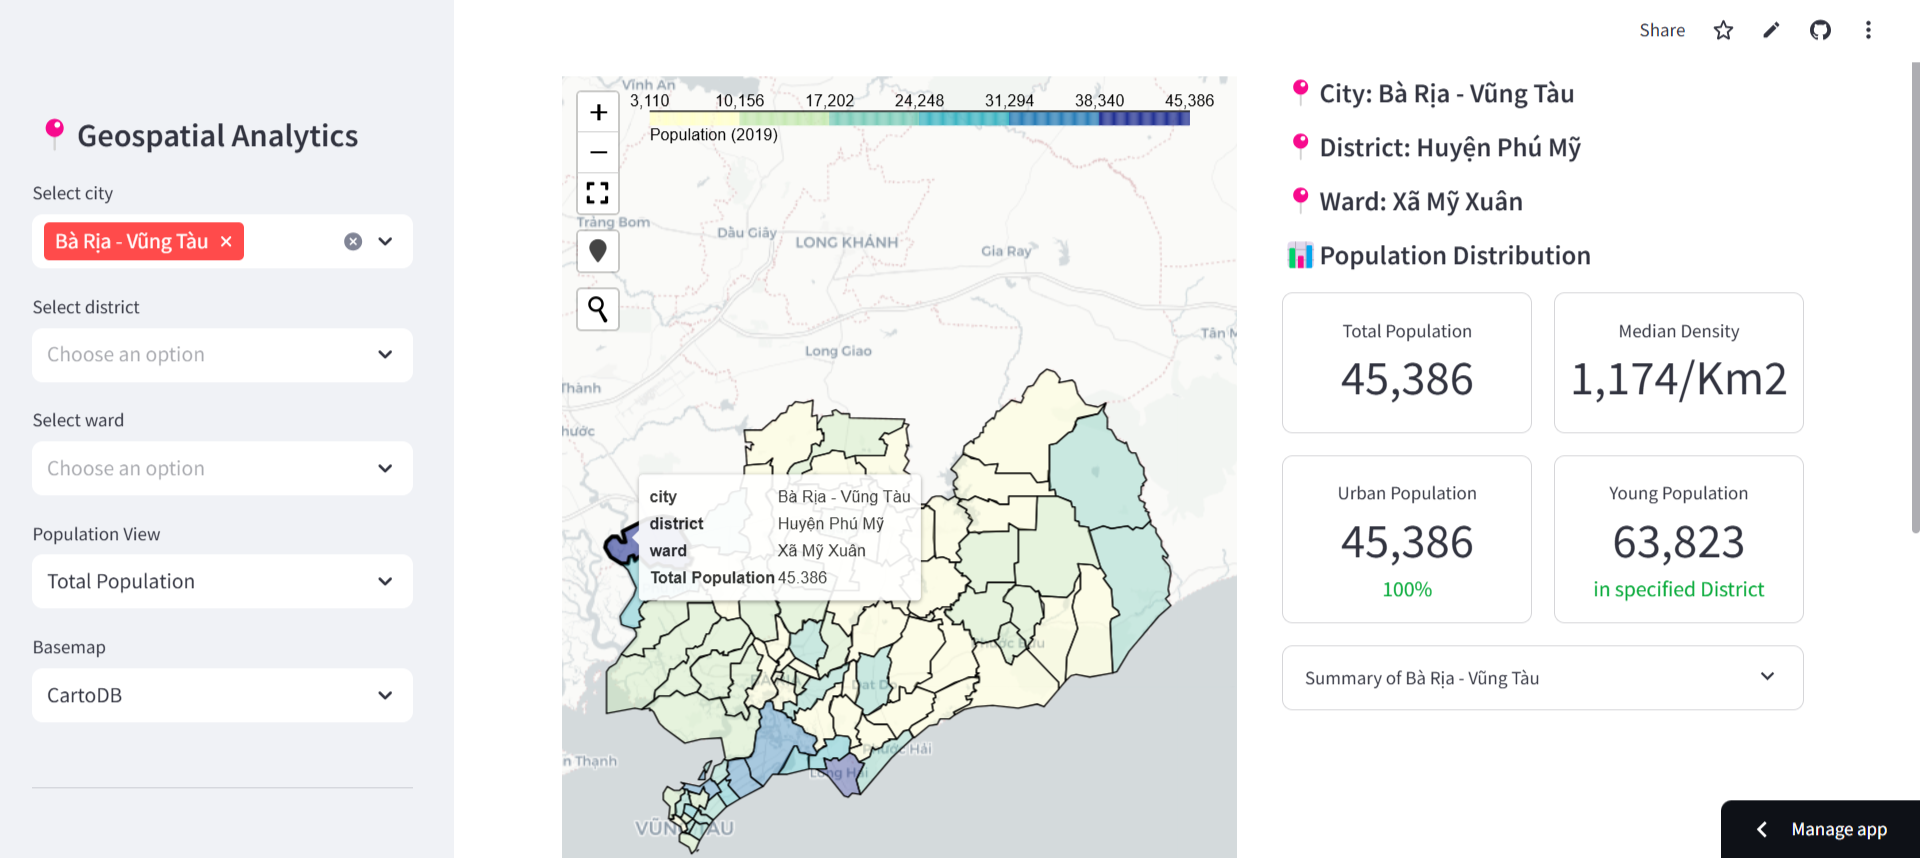 Share
Geospatial Analytics
Select city
Bà Rịa - Vũng Tàu
Select district
Choose an option
Select ward
Choose an option
Population View
Total Population
Basemap
CartoDB
Vĩnh An
3,110 10,156 17,202 24,248 31,294 38,340 45,386
Population (2019)
Trảng Bom
Dầu Giây
LONG KHÁNH
Gia Ray
Tân M
Long Giao
Thành
hước
city Bà Rịa - Vũng Tàu
district Huyện Phú Mỹ
ward Xã Mỹ Xuân
Total Population 45.386
Đất Đỏ
Phước Hải
Long Hải
n Thạnh
VŨNG TÀU
City: Bà Rịa - Vũng Tàu
District: Huyện Phú Mỹ
Ward: Xã Mỹ Xuân
Population Distribution
Total Population
45,386
Median Density
1,174/Km2
Urban Population
45,386
100%
Young Population
63,823
in specified District
Summary of Bà Rịa - Vũng Tàu
Manage app